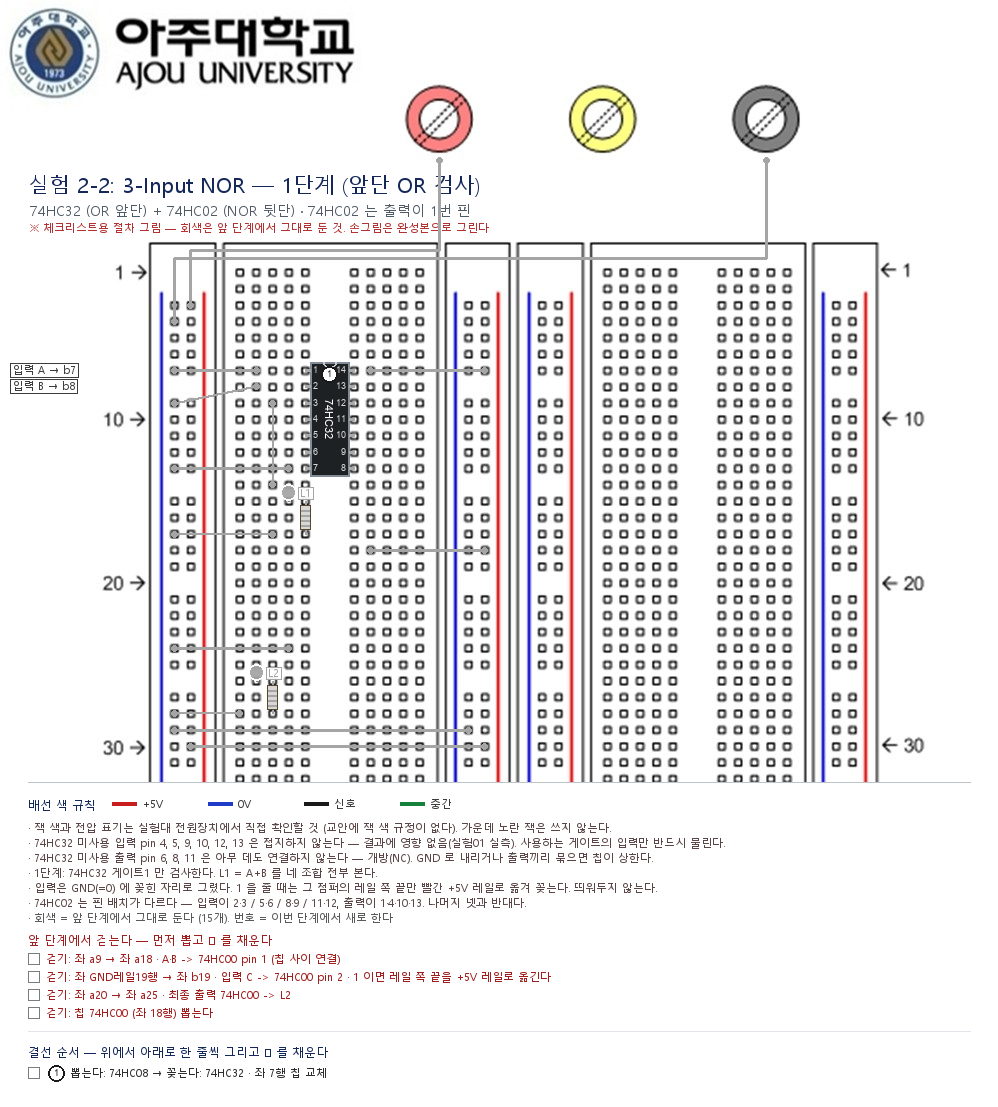 아주대학교
AJOU UNIVERSITY
아주대학교
1973
AJOU UNIVERSITY
실험 2-2: 3-Input NOR — 1단계 (앞단 OR 검사)
74HC32 (OR 앞단) + 74HC02 (NOR 뒷단) · 74HC02 는 출력이 1번 핀
※ 체크리스트용 절차 그림 — 회색은 앞 단계에서 그대로 둔 것. 손그림은 완성본으로 그린다
1 → ← 1
입력 A → b7
입력 B → b8
1 1 14
2 13
3 12
4 11
5 10
6 9
7 8
74HC32
10 → ← 10
L1
20 → ← 20
L2
30 → ← 30
배선 색 규칙 +5V 0V 신호 중간
· 잭 색과 전압 표기는 실험대 전원장치에서 직접 확인할 것 (교안에 잭 색 규정이 없다). 가운데 노란 잭은 쓰지 않는다.
· 74HC32 미사용 입력 pin 4, 5, 9, 10, 12, 13 은 접지하지 않는다 — 결과에 영향 없음(실험01 실측). 사용하는 게이트의 입력만 반드시 물린다.
· 74HC32 미사용 출력 pin 6, 8, 11 은 아무 데도 연결하지 않는다 — 개방(NC). GND 로 내리거나 출력끼리 묶으면 칩이 상한다.
· 1단계: 74HC32 게이트1 만 검사한다. L1 = A+B 를 네 조합 전부 본다.
· 입력은 GND(=0) 에 꽂힌 자리로 그렸다. 1 을 줄 때는 그 점퍼의 레일 쪽 끝만 빨간 +5V 레일로 옮겨 꽂는다. 띄워두지 않는다.
· 74HC02 는 핀 배치가 다르다 — 입력이 2·3 / 5·6 / 8·9 / 11·12, 출력이 1·4·10·13. 나머지 넷과 반대다.
· 회색 = 앞 단계에서 그대로 둔다 (15개). 번호 = 이번 단계에서 새로 한다
앞 단계에서 걷는다 — 먼저 뽑고 □ 를 채운다
□ 걷기: 좌 a9 → 좌 a18 · A·B -> 74HC00 pin 1 (칩 사이 연결)
□ 걷기: 좌 GND레일19행 → 좌 b19 · 입력 C -> 74HC00 pin 2 · 1 이면 레일 쪽 끝을 +5V 레일로 옮긴다
□ 걷기: 좌 a20 → 좌 a25 · 최종 출력 74HC00 -> L2
□ 걷기: 칩 74HC00 (좌 18행) 뽑는다
결선 순서 — 위에서 아래로 한 줄씩 그리고 □ 를 채운다
□ 1 뽑는다: 74HC08 → 꽂는다: 74HC32 · 좌 7행 칩 교체